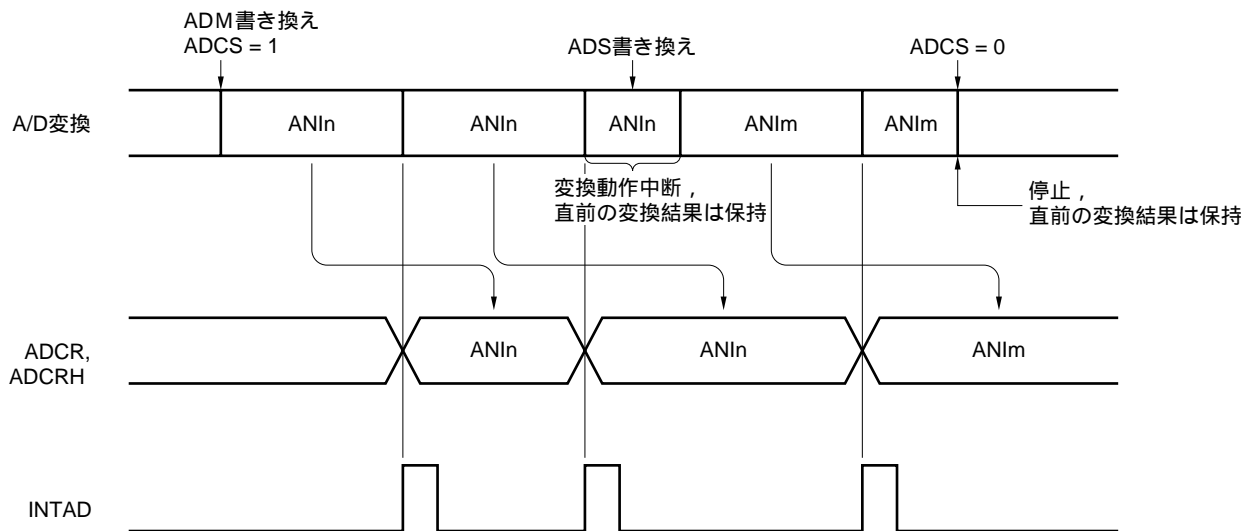 ADM書き換え
ADCS = 1
ADS書き換え
ADCS = 0
A/D変換
ANIn
ANIn
ANIn
ANIm
ANIm
変換動作中断，
直前の変換結果は保持
停止，
直前の変換結果は保持
ADCR,
ADCRH
ANIn
ANIn
ANIm
INTAD